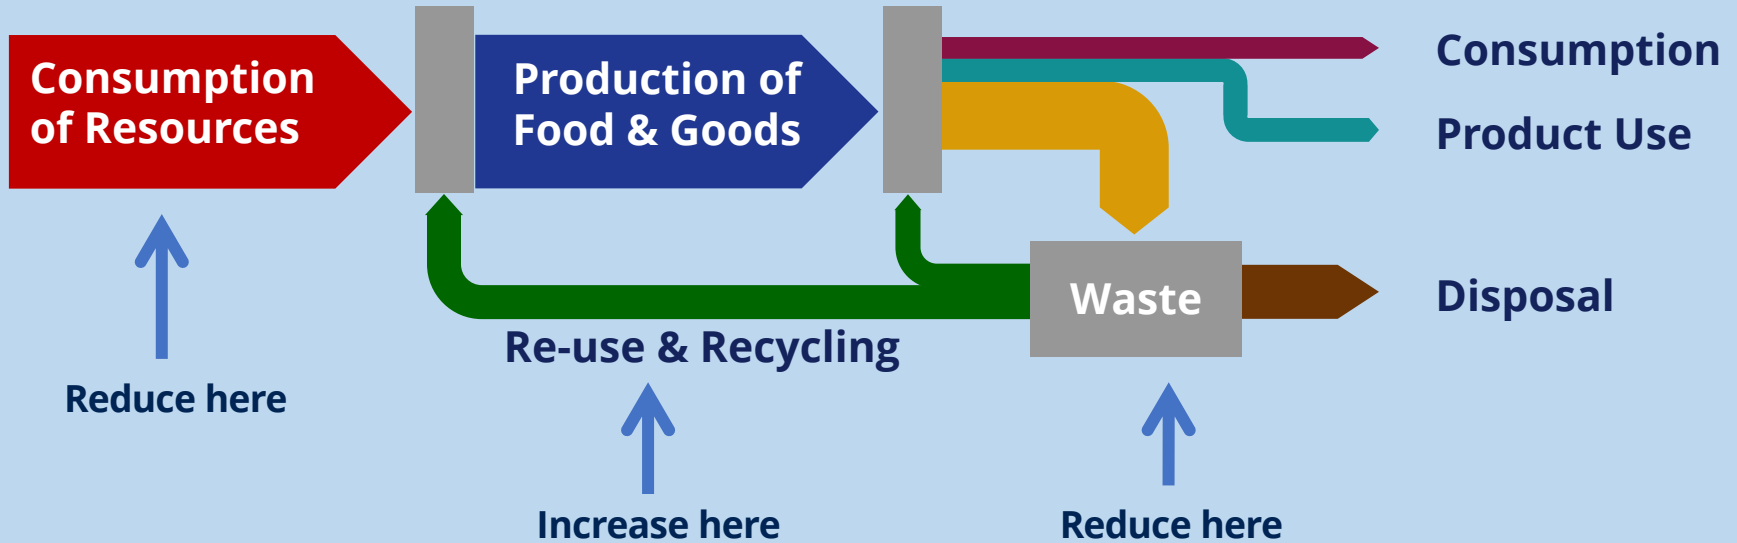 Consumption
of Resources
Production of
Food & Goods
Consumption
Product Use
Waste
Disposal
Re-use & Recycling
Reduce here
Increase here
Reduce here